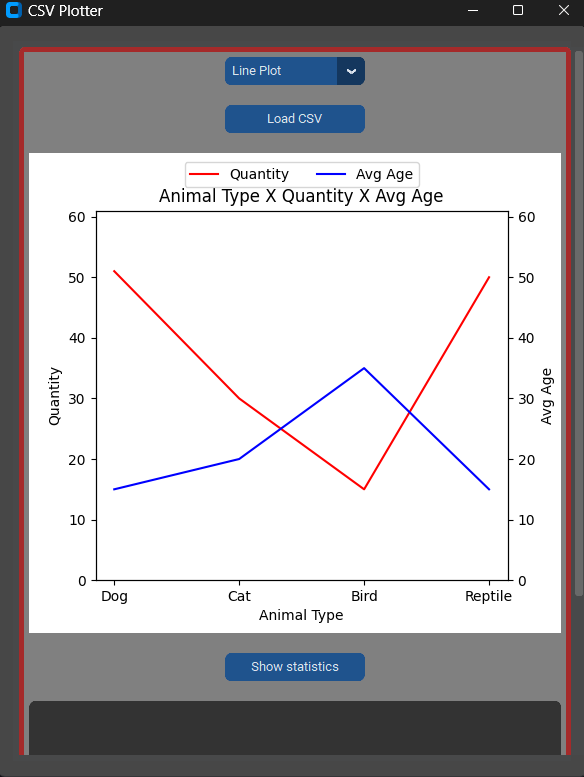 CSV Plotter
Line Plot
Load CSV
Quantity Avg Age
Animal Type X Quantity X Avg Age
60 60
50 50
40 40
30 30
20 20
10 10
0 0
Quantity
Avg Age
Dog Cat Bird Reptile
Animal Type
Show statistics